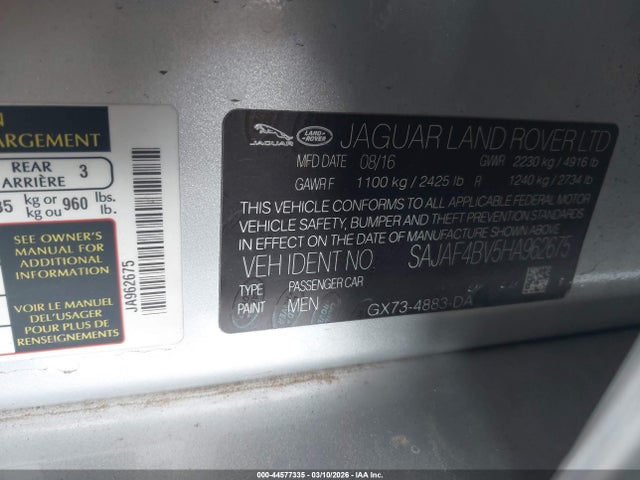 N
ARGEMENT
REAR 3
ARRIÈRE
35 kg or 960 lbs.
kg ou lb.
SEE OWNER'S
MANUAL FOR
ADDITIONAL
INFORMATION
VOIR LE MANUEL
DEL'USAGER
POUR PLUS DE
RENSEIGNEMENTS
JA962675
JAGUAR LAND ROVER JAGUAR LAND ROVER LTD
MFD DATE 08/16 GWR 2230 kg / 4916 lb
GAWR F 1100 kg / 2425 lb R 1240 kg / 2734 lb
THIS VEHICLE CONFORMS TO ALL APPLICABLE FEDERAL MOTOR
VEHICLE SAFETY, BUMPER AND THEFT PREVENTION STANDARDS
IN EFFECT ON THE DATE OF MANUFACTURE SHOWN ABOVE
VEH IDENT NO SAJAF4BV5HA962675
TYPE PASSENGER CAR
PAINT MEN GX73-4883-DA
000-44577335 - 03/10/2026 - IAA, Inc.